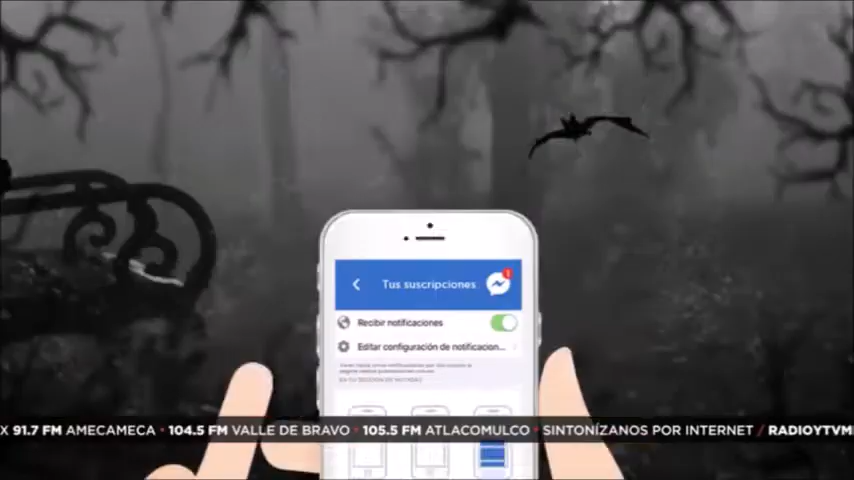 1
Tus suscripciones
Recibir notificaciones
Editar configuración de notificacion...
X 91.7 FM AMECAMECA • 104.5 FM VALLE DE BRAVO • 105.5 FM ATLACOMULCO • SINTONÍZANOS POR INTERNET / RADIOYTVM